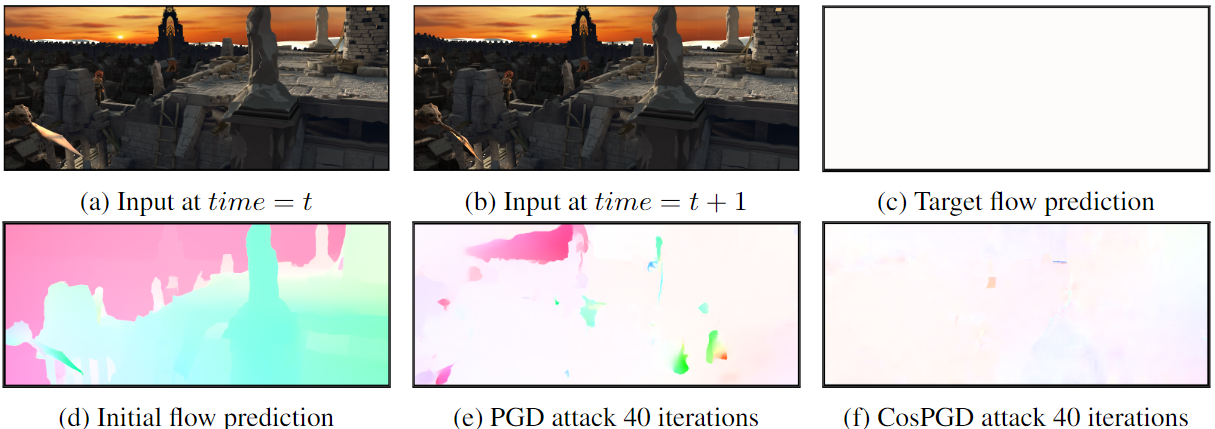 (a) Input at time = t
(b) Input at time = t + 1
(c) Target flow prediction
(d) Initial flow prediction
(e) PGD attack 40 iterations
(f) CosPGD attack 40 iterations